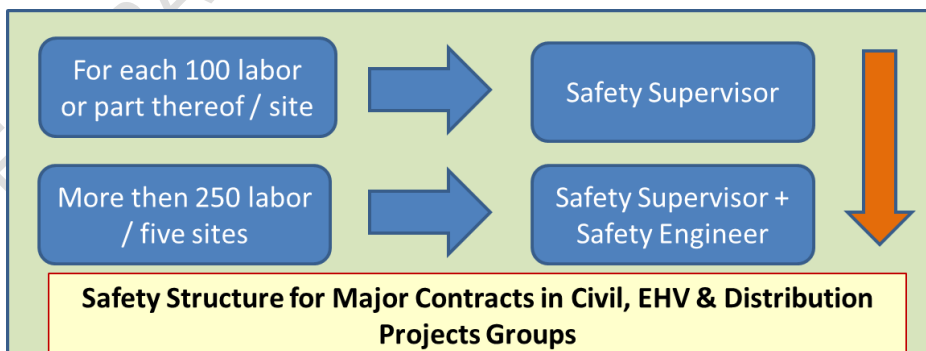 For each 100 labor
or part thereof / site
Safety Supervisor
More then 250 labor
/ five sites
Safety Supervisor +
Safety Engineer
Safety Structure for Major Contracts in Civil, EHV & Distribution
Projects Groups